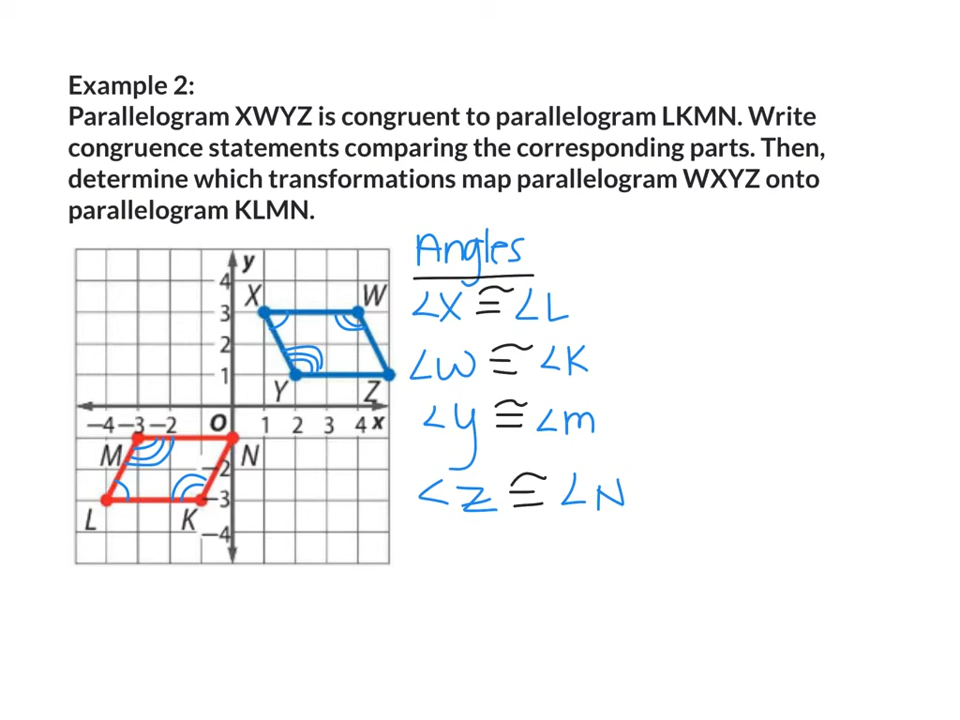 Example 2:
Parallelogram XWYZ is congruent to parallelogram LKMN. Write
congruence statements comparing the corresponding parts. Then,
determine which transformations map parallelogram WXYZ onto
parallelogram KLMN.
Angles
y
4
X W
3
∠X ≅ ∠L
2
1
∠W ≅ ∠K
Y Z
−4 −3 −2 O 1 2 3 4 x
∠y ≅ ∠m
M N
−2
−3
∠Z ≅ ∠N
L K
−4